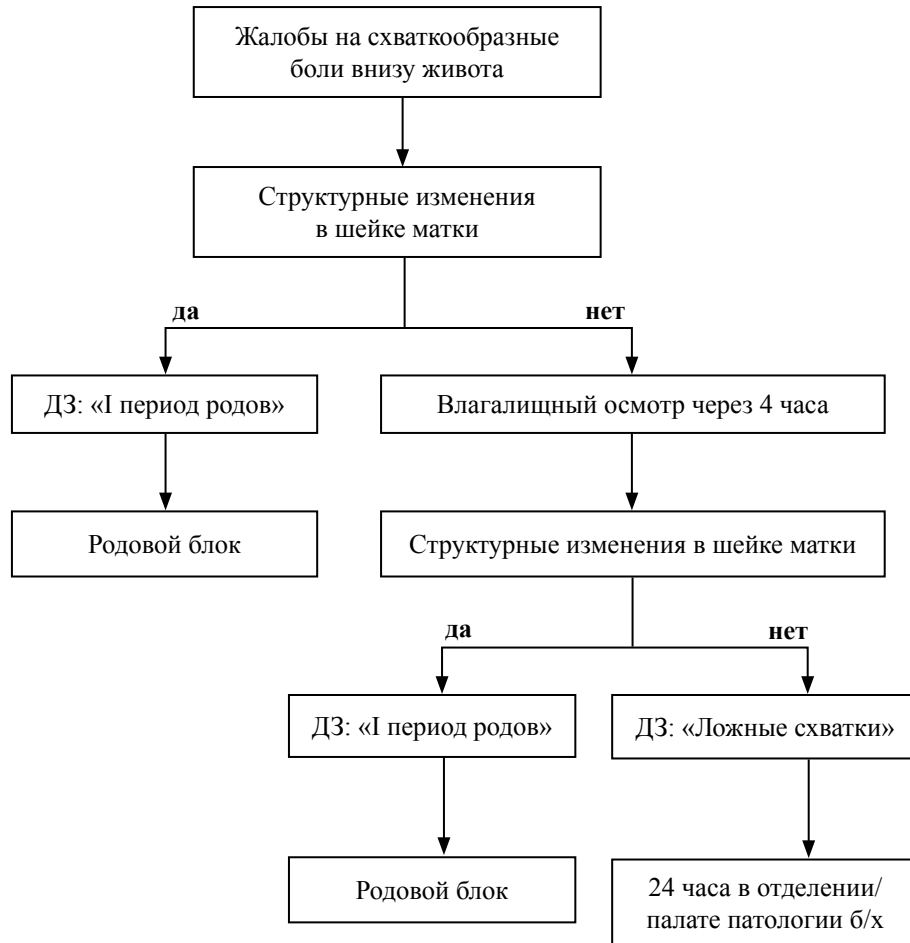 Жалобы на схваткообразные
боли внизу живота
Структурные изменения
в шейке матки
да
нет
ДЗ: «I период родов»
Влагалищный осмотр через 4 часа
Родовой блок
Структурные изменения в шейке матки
да
нет
ДЗ: «I период родов»
ДЗ: «Ложные схватки»
Родовой блок
24 часа в отделении/
палате патологии б/х